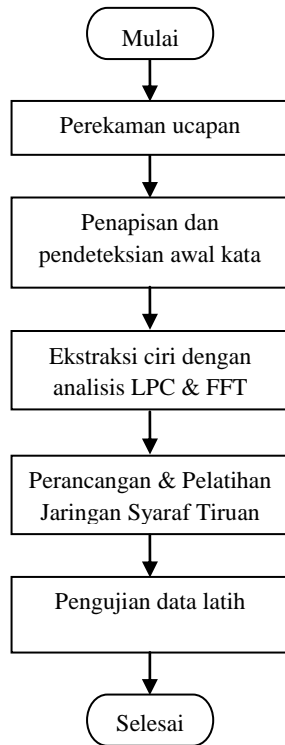 Mulai
Perekaman ucapan
Penapisan dan
pendeteksian awal kata
Ekstraksi ciri dengan
analisis LPC & FFT
Perancangan & Pelatihan
Jaringan Syaraf Tiruan
Pengujian data latih
Selesai